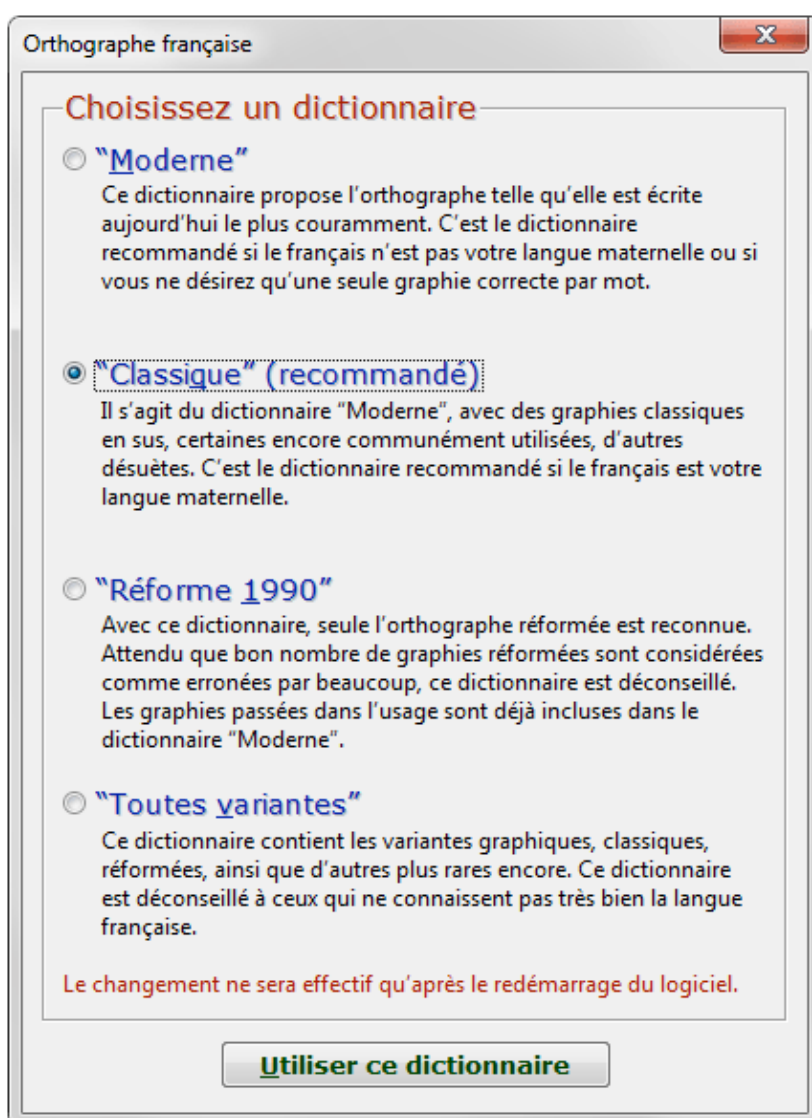 Orthographe française
Choisissez un dictionnaire
“Moderne”
Ce dictionnaire propose l’orthographe telle qu’elle est écrite
aujourd’hui le plus couramment. C’est le dictionnaire
recommandé si le français n’est pas votre langue maternelle ou si
vous ne désirez qu’une seule graphie correcte par mot.
“Classique” (recommandé)
Il s’agit du dictionnaire “Moderne”, avec des graphies classiques
en sus, certaines encore communément utilisées, d’autres
désuètes. C’est le dictionnaire recommandé si le français est votre
langue maternelle.
“Réforme 1990”
Avec ce dictionnaire, seule l’orthographe réformée est reconnue.
Attendu que bon nombre de graphies réformées sont considérées
comme erronées par beaucoup, ce dictionnaire est déconseillé.
Les graphies passées dans l’usage sont déjà incluses dans le
dictionnaire “Moderne”.
“Toutes variantes”
Ce dictionnaire contient les variantes graphiques, classiques,
réformées, ainsi que d’autres plus rares encore. Ce dictionnaire
est déconseillé à ceux qui ne connaissent pas très bien la langue
française.
Le changement ne sera effectif qu’après le redémarrage du logiciel.
Utiliser ce dictionnaire